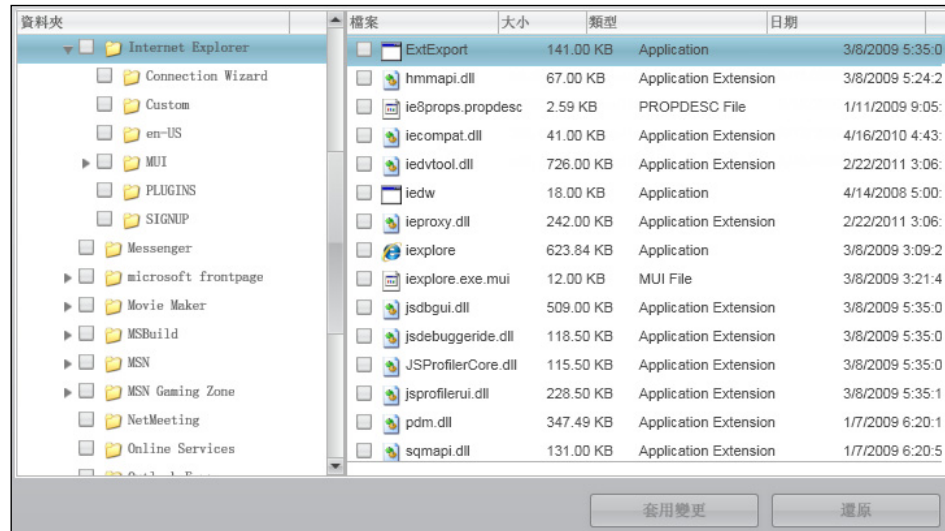 資料夾
Internet Explorer
Connection Wizard
Custom
en-US
MUI
PLUGINS
SIGNUP
Messenger
microsoft frontpage
Movie Maker
MSBuild
MSN
MSN Gaming Zone
NetMeeting
Online Services
檔案 大小 類型 日期
ExtExport 141.00 KB Application 3/8/2009 5:35:0
hmmapi.dll 67.00 KB Application Extension 3/8/2009 5:24:2
ie8props.propdesc 2.59 KB PROPDESC File 1/11/2009 9:05:
iecompat.dll 41.00 KB Application Extension 4/16/2010 4:43:
iedvtool.dll 726.00 KB Application Extension 2/22/2011 3:06:
iedw 18.00 KB Application 4/14/2008 5:00:
ieproxy.dll 242.00 KB Application Extension 2/22/2011 3:06:
iexplore 623.84 KB Application 3/8/2009 3:09:2
iexplore.exe.mui 12.00 KB MUI File 3/8/2009 3:21:4
jsdbgui.dll 509.00 KB Application Extension 3/8/2009 5:35:0
jsdebuggeride.dll 118.50 KB Application Extension 3/8/2009 5:35:0
JSProfilerCore.dll 115.50 KB Application Extension 3/8/2009 5:35:0
jsprofilerui.dll 228.50 KB Application Extension 3/8/2009 5:35:1
pdm.dll 347.49 KB Application Extension 1/7/2009 6:20:1
sqmapi.dll 131.00 KB Application Extension 1/7/2009 6:20:5
套用變更 還原